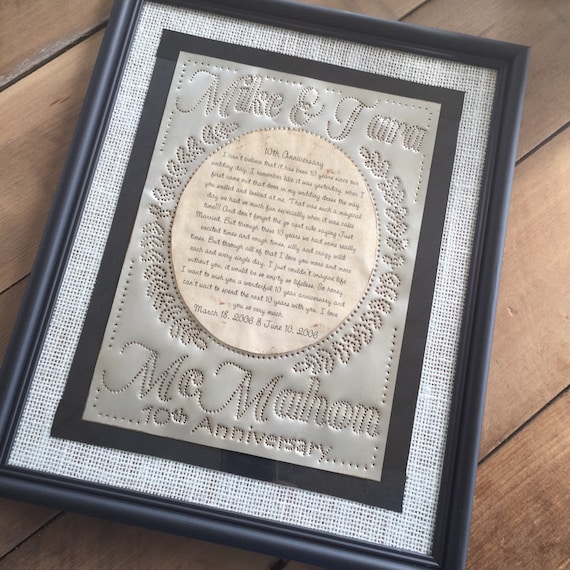 Mike & Tara
10th Anniversary
I can't believe that it has been 10 years since our
wedding day. I remember like it was yesterday, when I
first came out that door in my wedding dress the way
you smiled and looked at me. That was such a magical
day we had so much fun especially when it was cake
time!!! And don't forget the go cart ride saying Just
Married. But through these 10 years we had some really
excited times and rough times, silly and crazy wild
times. But through all of that I love you more and more
each and every single day. I just couldn't imagine life
without you, it would be so empty so lifeless. So honey
I want to wish you a wonderful 10 year anniversary and
can't wait to spend the next 10 years with you. I love
you so very much.
March 18, 2006 & June 10, 2006
McMahom
10th Anniversary